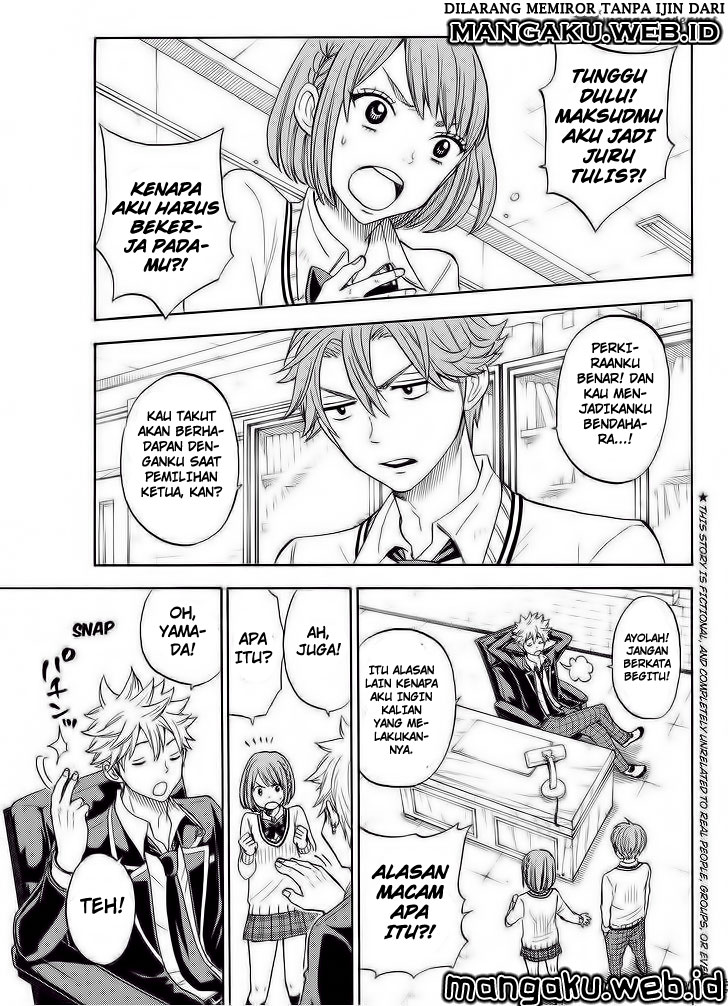 DILARANG MEMIROR TANPA IJIN DARI
MANGAKU.WEB.ID
TUNGGU
DULU!
MAKSUDMU
AKU JADI
JURU
TULIS?!
KENAPA
AKU HARUS
BEKER-
JA PADA-
MU?!
PERKI-
RAANKU
BENAR! DAN
KAU MEN-
JADIKANKU
BENDAHA-
RA...!
KAU TAKUT
AKAN BERHA-
DAPAN DEN-
GANKU SAAT
PEMILIHAN
KETUA, KAN?
★THIS STORY IS FICTIONAL, AND COMPLETELY UNRELATED TO REAL PEOPLE, GROUPS, OR
AYOLAH!
JANGAN
BERKATA
BEGITU!
ITU ALASAN
LAIN KENAPA
AKU INGIN
KALIAN
YANG ME-
LAKUKAN-
NYA.
ALASAN
MACAM
APA
ITU?!
AH,
JUGA!
APA
ITU?
OH,
YAMA-
DA!
SNAP
パチンッ
TEH!
mangaku.web.id